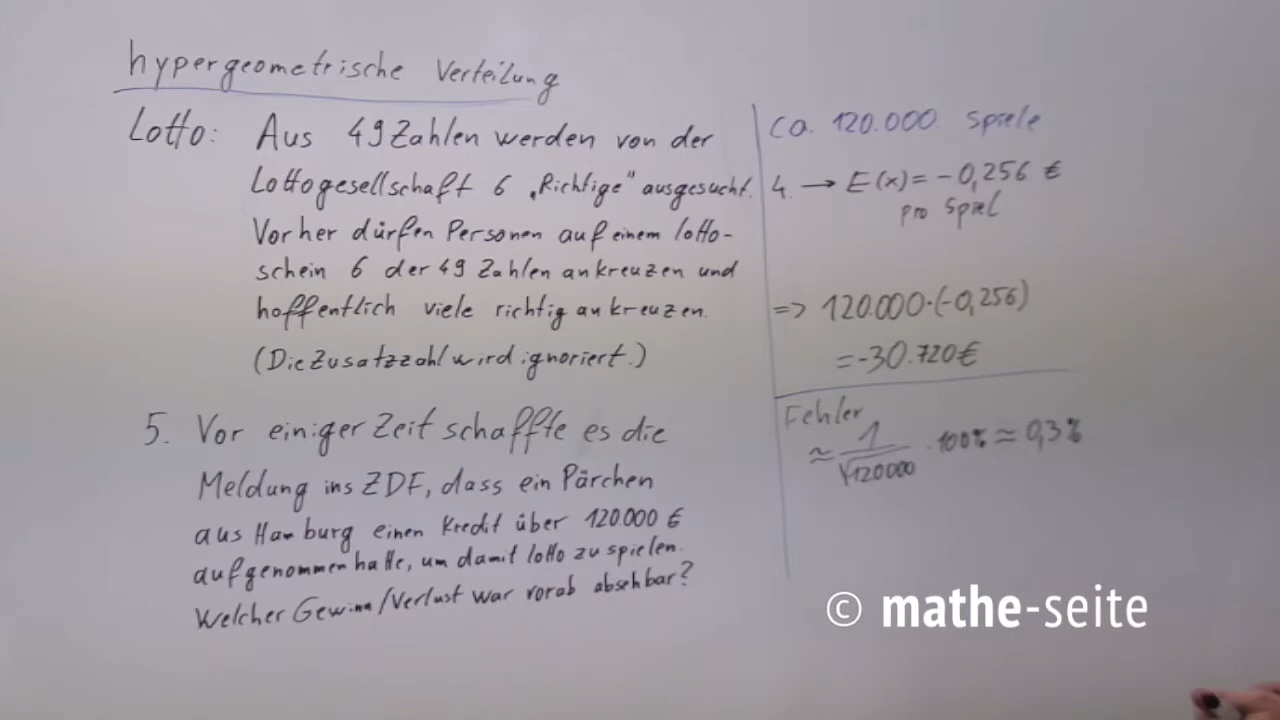 hypergeometrische Verteilung
Lotto: Aus 49 Zahlen werden von der
Lottogesellschaft 6 „Richtige" ausgesucht.
Vorher dürfen Personen auf einem lotto-
schein 6 der 49 Zahlen ankreuzen und
hoffentlich viele richtig ankreuzen.
(Die Zusatzzahl wird ignoriert.)
5. Vor einiger Zeit schaffte es die
Meldung ins ZDF, dass ein Pärchen
aus Hamburg einen Kredit über 120.000 €
aufgenommen hatte, um damit lotto zu spielen.
Welcher Gewinn/Verlust war vorab absehbar?
ca. 120.000 Spiele
4. → E(x) = -0,256 €
pro Spiel
=> 120.000·(-0,256)
= -30.720€
Fehler
≈ 1/√120000 · 100% ≈ 0,3%
© mathe-seite